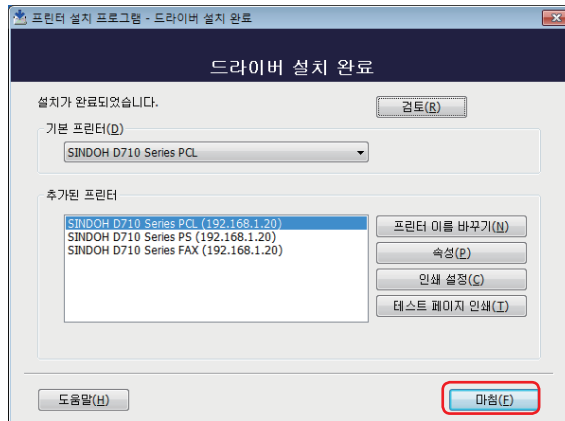 프린터 설치 프로그램 - 드라이버 설치 완료
드라이버 설치 완료
설치가 완료되었습니다.
검토(R)
기본 프린터(D)
SINDOH D710 Series PCL
추가된 프린터
SINDOH D710 Series PCL (192.168.1.20)
SINDOH D710 Series PS (192.168.1.20)
SINDOH D710 Series FAX (192.168.1.20)
프린터 이름 바꾸기(N)
속성(P)
인쇄 설정(C)
테스트 페이지 인쇄(T)
도움말(H)
마침(F)